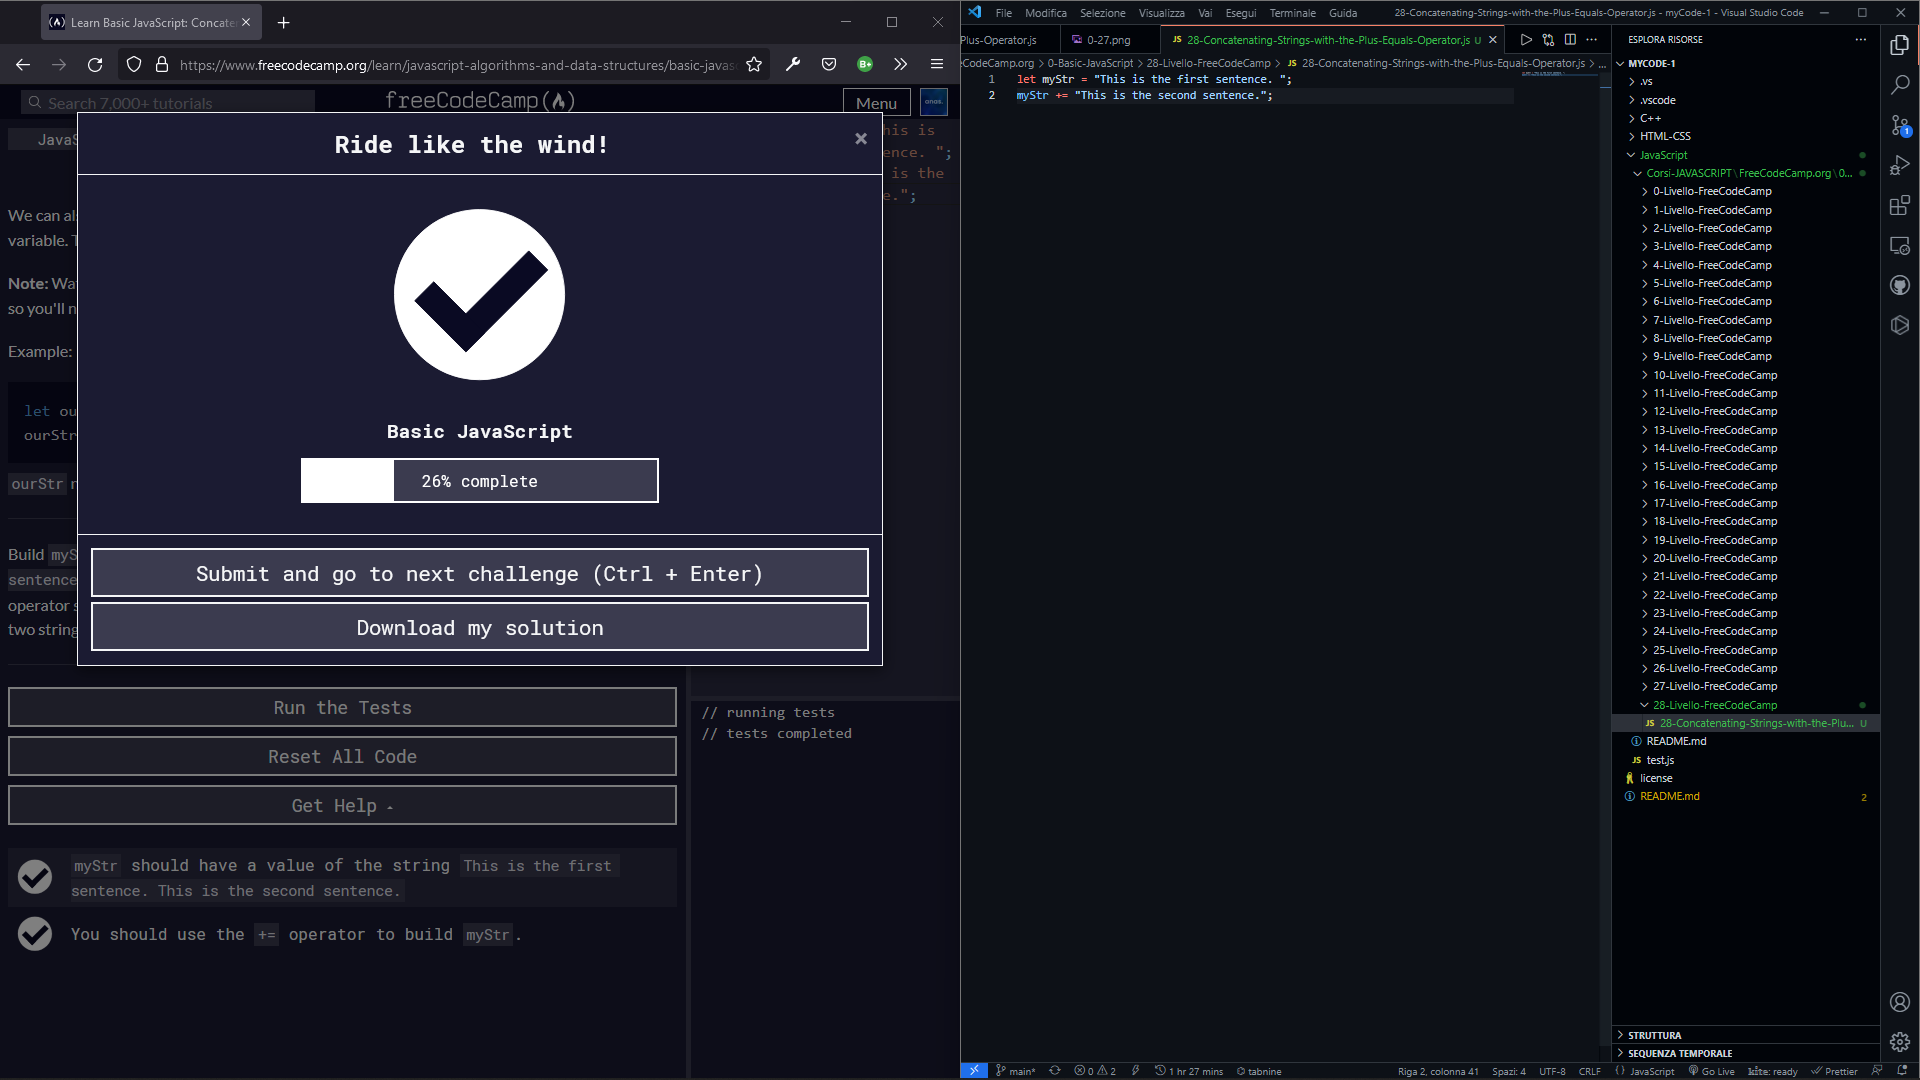 Learn Basic JavaScript: Concate
https://www.freecodecamp.org/learn/javascript-algorithms-and-data-structures/basic-javas
Search 7,000+ tutorials
freeCodeCamp
Menu
JavaS
Ride like the wind!
×
his is
ence. ";
is the
e.";
We can al
variable. T
Note: Wa
so you'll n
Example:
let ou
ourStr
ourStr r
Basic JavaScript
26% complete
Build myS
sentence
operator s
two string
Submit and go to next challenge (Ctrl + Enter)
Download my solution
Run the Tests
Reset All Code
Get Help
// running tests
// tests completed
myStr should have a value of the string This is the first
sentence. This is the second sentence.
You should use the += operator to build myStr.
File Modifica Selezione Visualizza Vai Esegui Terminale Guida
28-Concatenating-Strings-with-the-Plus-Equals-Operator.js - myCode-1 - Visual Studio Code
Plus-Operator.js
0-27.png
JS 28-Concatenating-Strings-with-the-Plus-Equals-Operator.js U
eCodeCamp.org > 0-Basic-JavaScript > 28-Livello-FreeCodeCamp > JS 28-Concatenating-Strings-with-the-Plus-Equals-Operator.js > ...
1 let myStr = "This is the first sentence. ";
2 myStr += "This is the second sentence.";
ESPLORA RISORSE
MYCODE-1
.vs
.vscode
C++
HTML-CSS
JavaScript
Corsi-JAVASCRIPT \ FreeCodeCamp.org \ 0...
0-Livello-FreeCodeCamp
1-Livello-FreeCodeCamp
2-Livello-FreeCodeCamp
3-Livello-FreeCodeCamp
4-Livello-FreeCodeCamp
5-Livello-FreeCodeCamp
6-Livello-FreeCodeCamp
7-Livello-FreeCodeCamp
8-Livello-FreeCodeCamp
9-Livello-FreeCodeCamp
10-Livello-FreeCodeCamp
11-Livello-FreeCodeCamp
12-Livello-FreeCodeCamp
13-Livello-FreeCodeCamp
14-Livello-FreeCodeCamp
15-Livello-FreeCodeCamp
16-Livello-FreeCodeCamp
17-Livello-FreeCodeCamp
18-Livello-FreeCodeCamp
19-Livello-FreeCodeCamp
20-Livello-FreeCodeCamp
21-Livello-FreeCodeCamp
22-Livello-FreeCodeCamp
23-Livello-FreeCodeCamp
24-Livello-FreeCodeCamp
25-Livello-FreeCodeCamp
26-Livello-FreeCodeCamp
27-Livello-FreeCodeCamp
28-Livello-FreeCodeCamp
JS 28-Concatenating-Strings-with-the-Plu... U
README.md
JS test.js
license
README.md 2
1
STRUTTURA
SEQUENZA TEMPORALE
main* 0 2 1 hr 27 mins tabnine
Riga 2, colonna 41 Spazi: 4 UTF-8 CRLF JavaScript Go Live kite: ready Prettier